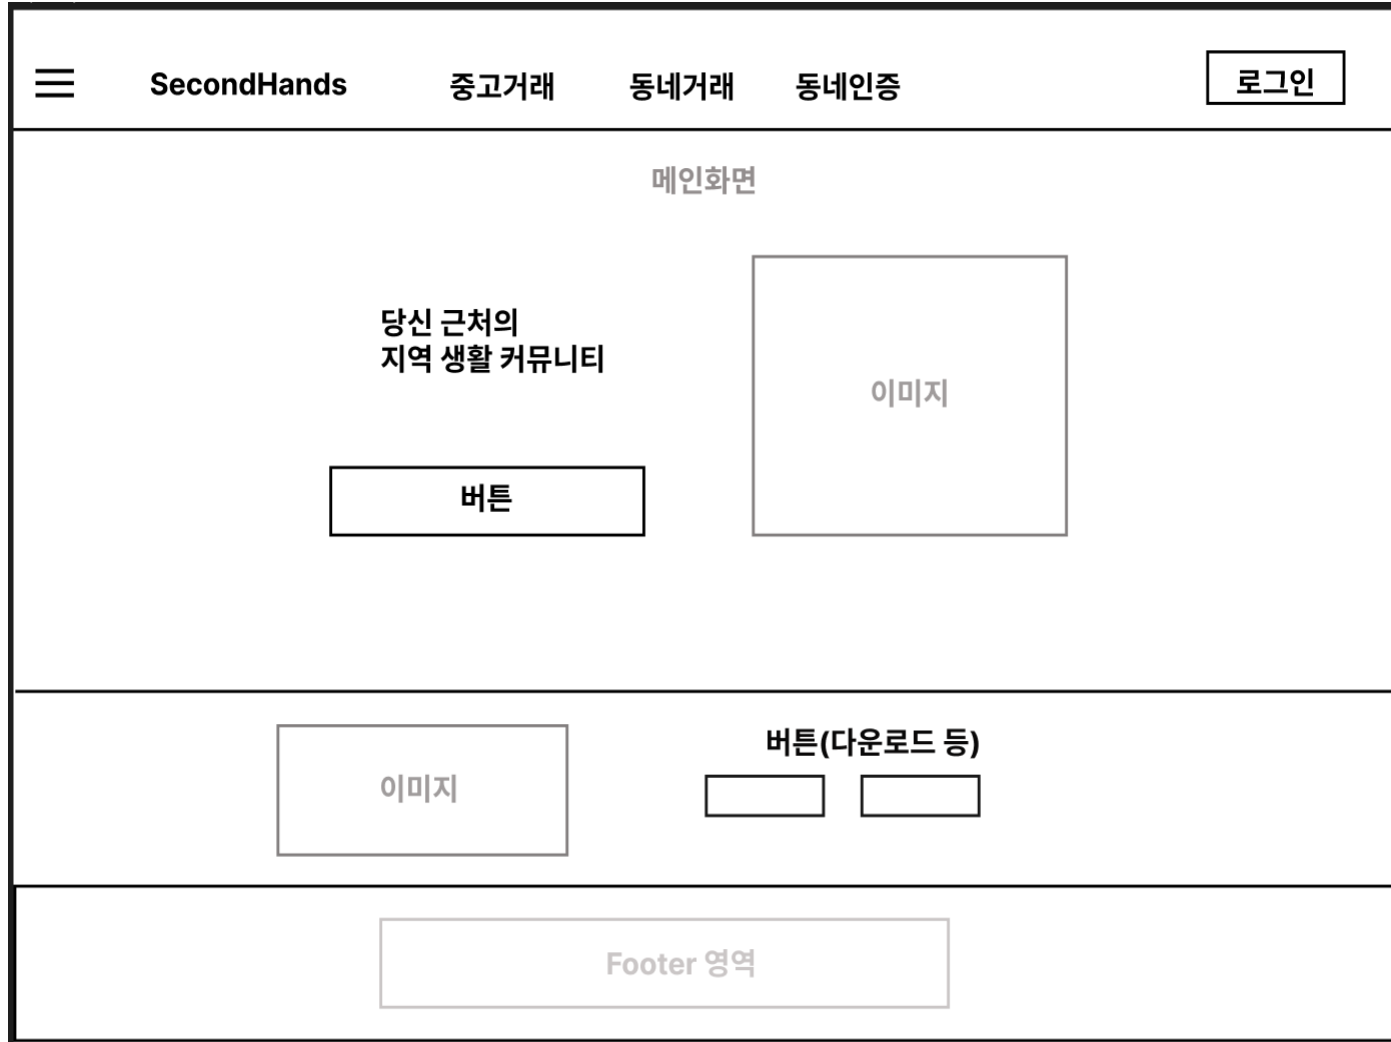 SecondHands
중고거래
동네거래
동네인증
로그인
메인화면
당신 근처의
지역 생활 커뮤니티
이미지
버튼
이미지
버튼(다운로드 등)
Footer 영역